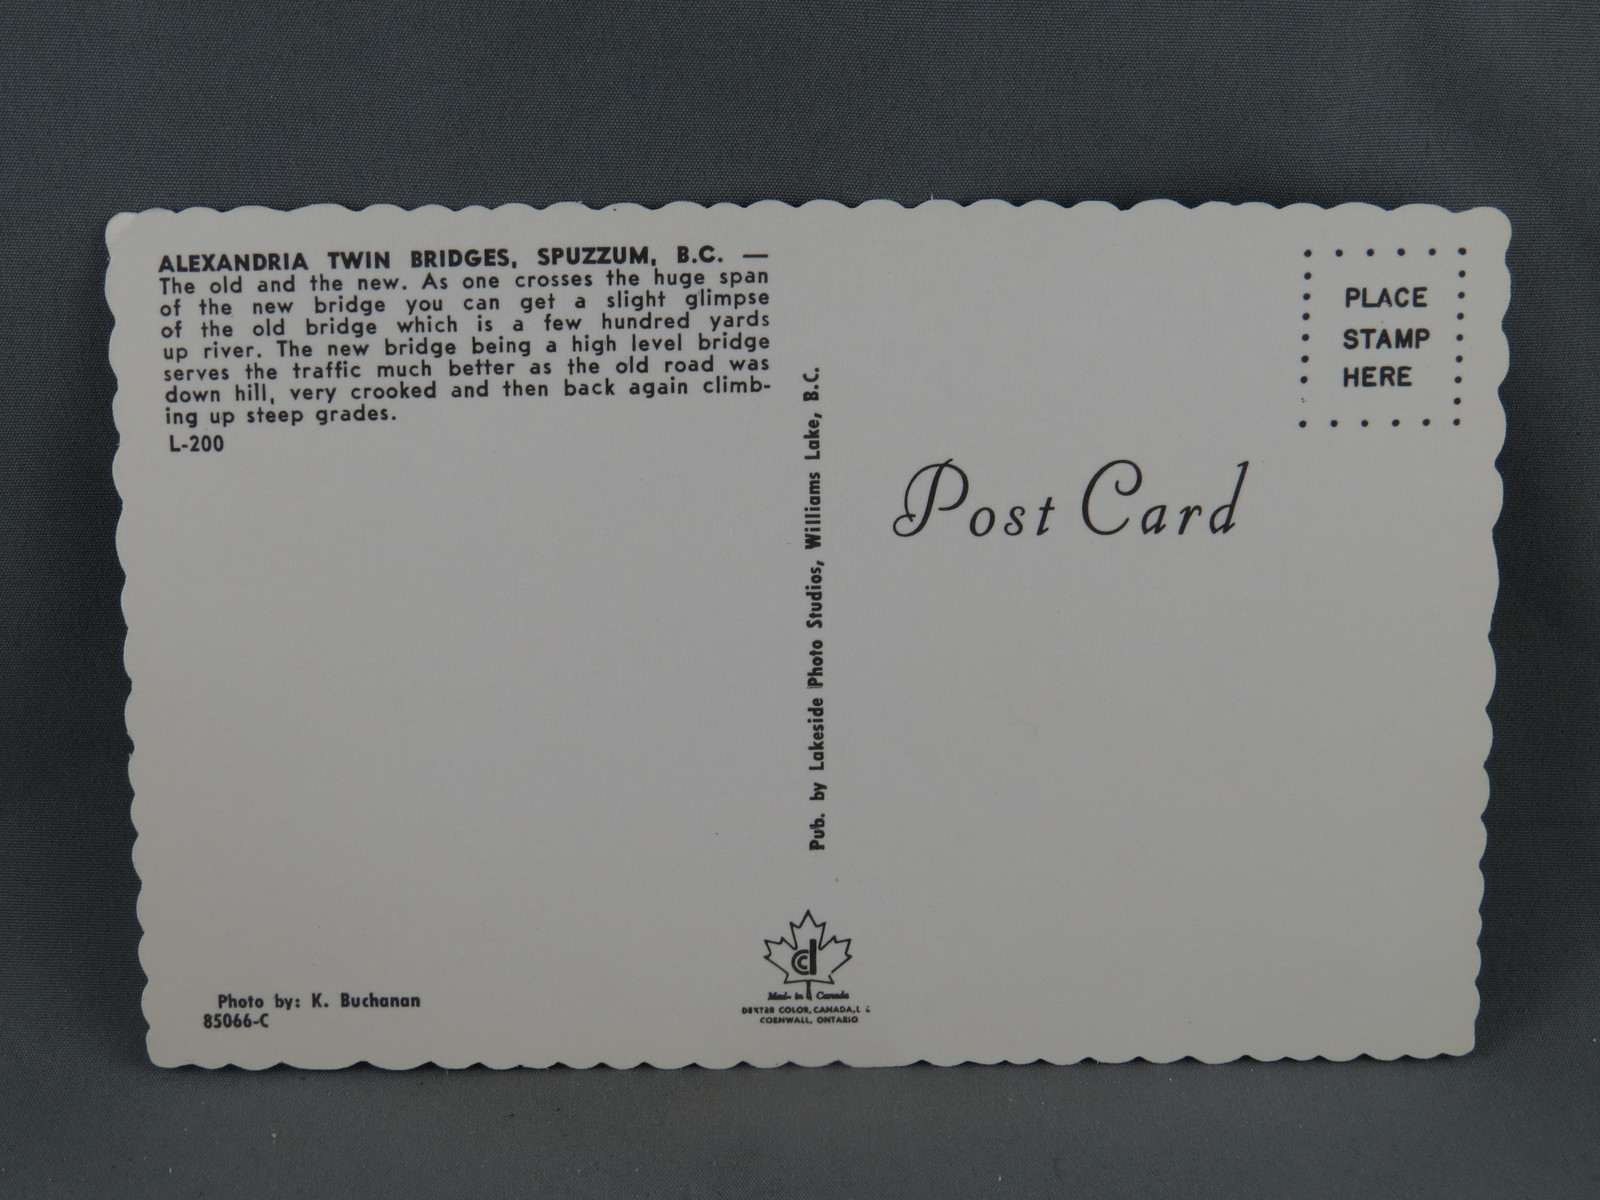 ALEXANDRIA TWIN BRIDGES, SPUZZUM, B.C. —
The old and the new. As one crosses the huge span
of the new bridge you can get a slight glimpse
of the old bridge which is a few hundred yards
up river. The new bridge being a high level bridge
serves the traffic much better as the old road was
down hill, very crooked and then back again climb-
ing up steep grades.
L-200
Photo by: K. Buchanan
85066-C
Pub. by Lakeside Photo Studios, Williams Lake, B.C.
Made in Canada
DEXTER COLOR, CANADA,
CORNWALL, ONTARIO
PLACE
STAMP
HERE
Post Card